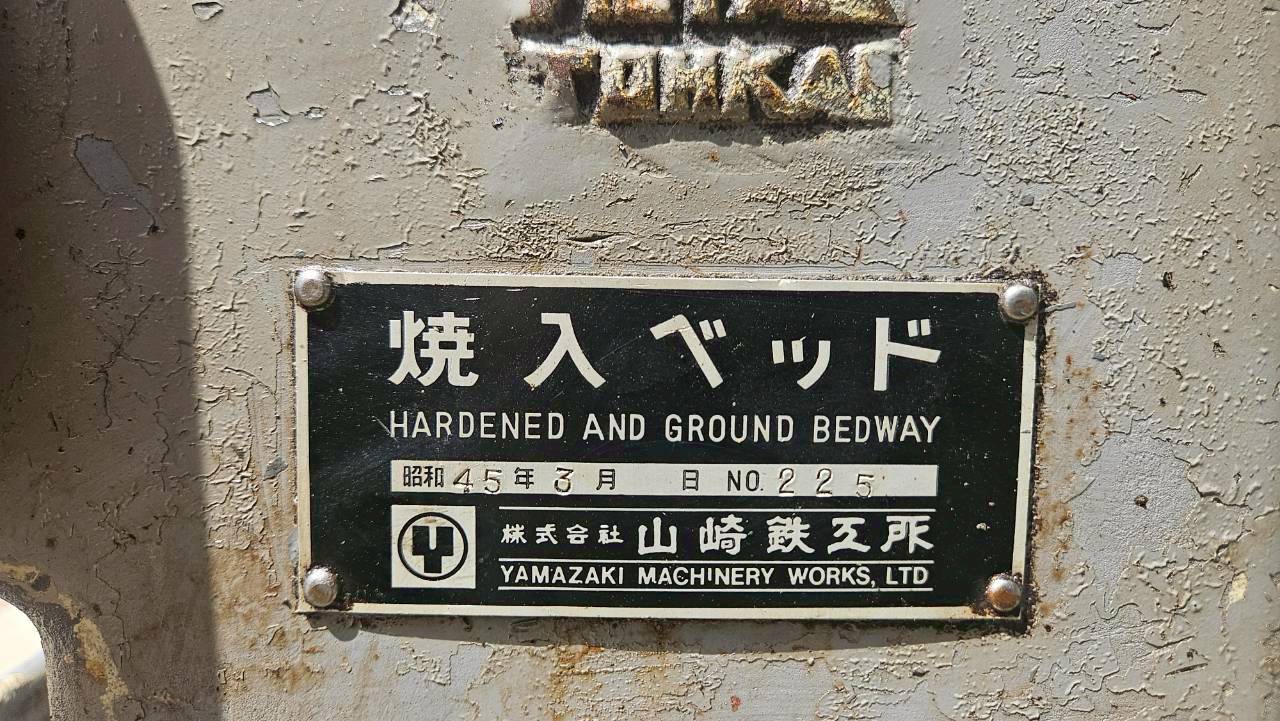 TOHKAI
焼入ベッド
HARDENED AND GROUND BEDWAY
昭和45年3月 日 NO. 225
株式会社 山崎鉄工所
YAMAZAKI MACHINERY WORKS, LTD